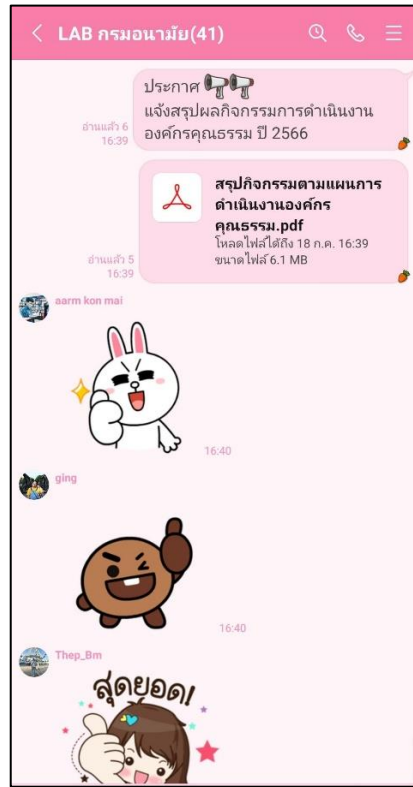 LAB กรมอนามัย(41)
ประกาศ
แจ้งสรุปผลกิจกรรมการดำเนินงาน
องค์กรคุณธรรม ปี 2566
อ่านแล้ว 6
16:39
สรุปกิจกรรมตามแผนการ
ดำเนินงานองค์กร
คุณธรรม.pdf
โหลดไฟล์ได้ถึง 18 ก.ค. 16:39
ขนาดไฟล์ 6.1 MB
อ่านแล้ว 5
16:39
aarm kon mai
16:40
ging
16:40
Thep_Bm
สุดยอด!